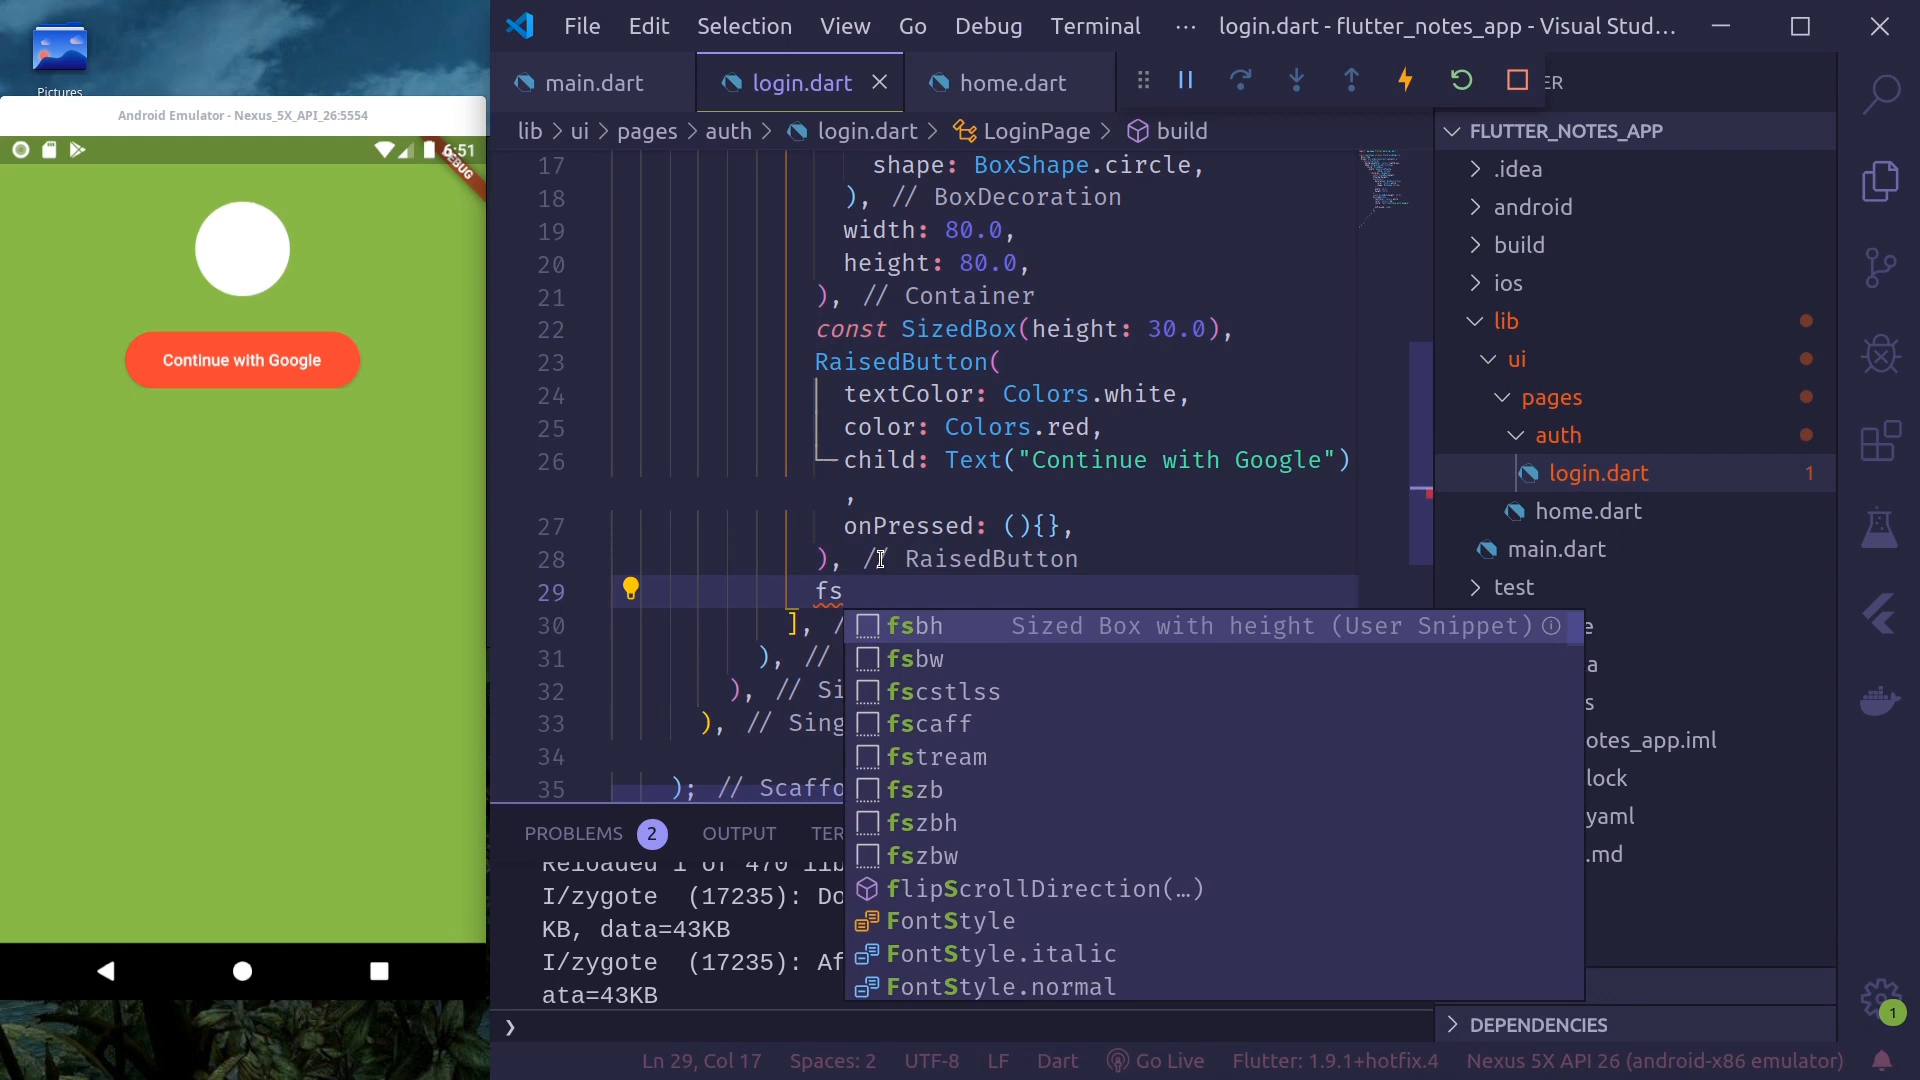 Pictures
Android Emulator - Nexus_5X_API_26:5554
6:51
DEBUG
Continue with Google
File Edit Selection View Go Debug Terminal ··· login.dart - flutter_notes_app - Visual Stud...
main.dart login.dart home.dart ER
lib > ui > pages > auth > login.dart > LoginPage > build
17 shape: BoxShape.circle,
18 ), // BoxDecoration
19 width: 80.0,
20 height: 80.0,
21 ), // Container
22 const SizedBox(height: 30.0),
23 RaisedButton(
24 textColor: Colors.white,
25 color: Colors.red,
26 child: Text("Continue with Google")
,
27 onPressed: (){},
28 ), // RaisedButton
29 fs
30 ], /
31 ), //
32 ), // Si
33 ), // Sing
34
35 ); // Scaffo
fsbh Sized Box with height (User Snippet)
fsbw
fscstlss
fscaff
fstream
fszb
fszbh
fszbw
flipScrollDirection(…)
FontStyle
FontStyle.italic
FontStyle.normal
PROBLEMS 2 OUTPUT TER
Reloaded 1 of 470 lib
I/zygote (17235): Do
KB, data=43KB
I/zygote (17235): Af
ata=43KB
❯
FLUTTER_NOTES_APP
.idea
android
build
ios
lib
ui
pages
auth
login.dart 1
home.dart
main.dart
test
e
a
s
otes_app.iml
lock
yaml
.md
DEPENDENCIES
1
Ln 29, Col 17 Spaces: 2 UTF-8 LF Dart Go Live Flutter: 1.9.1+hotfix.4 Nexus 5X API 26 (android-x86 emulator)